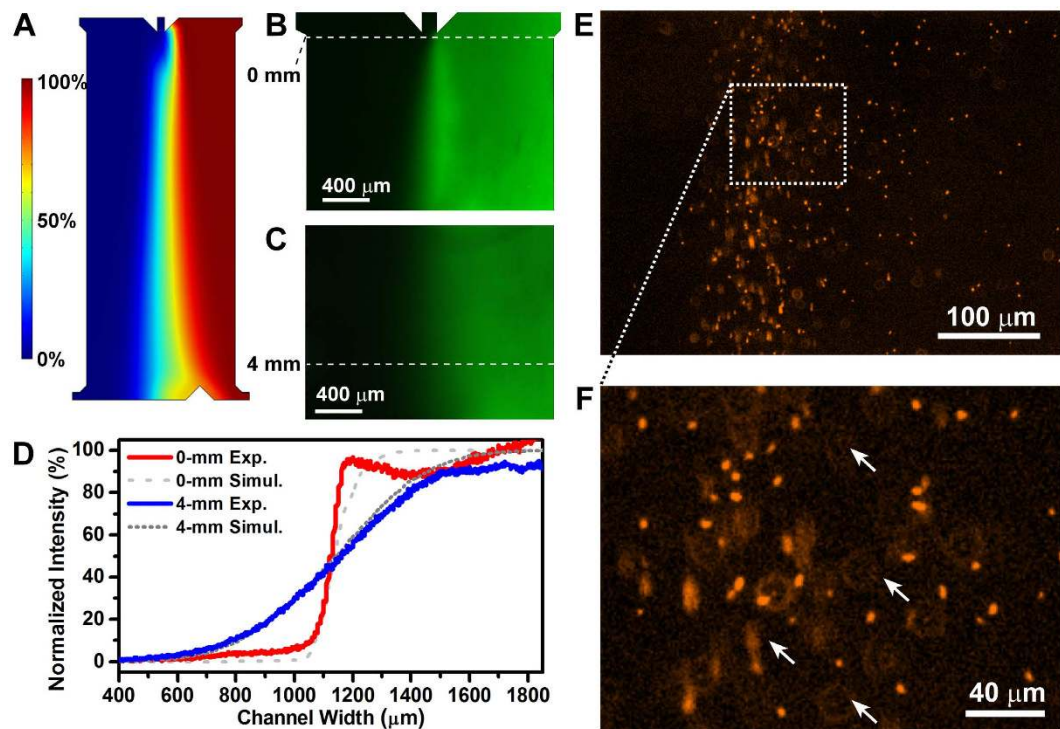 A
100%
50%
0%
B
0 mm
400 μm
C
4 mm
400 μm
D
Normalized Intensity (%)
100
80
60
40
20
0
0-mm Exp.
0-mm Simul.
4-mm Exp.
4-mm Simul.
400 600 800 1000 1200 1400 1600 1800
Channel Width (μm)
E
100 μm
F
40 μm